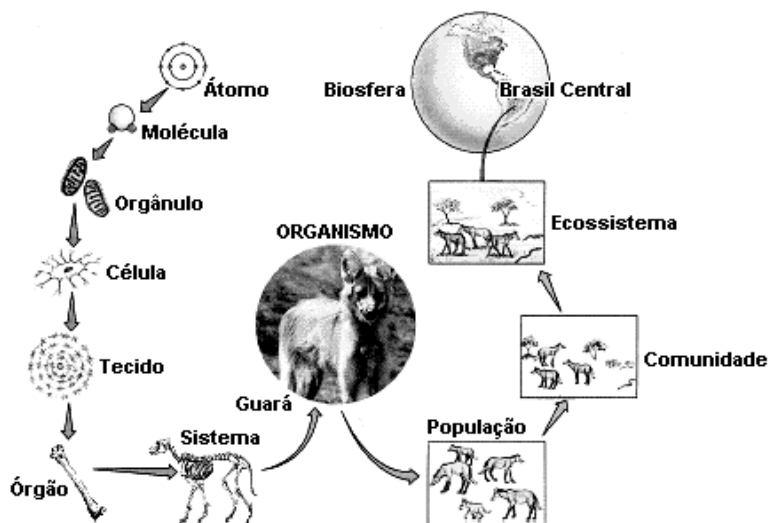 Átomo
Molécula
Orgânulo
Célula
Tecido
Órgão
Sistema
ORGANISMO
Guará
População
Comunidade
Ecossistema
Biosfera
Brasil Central